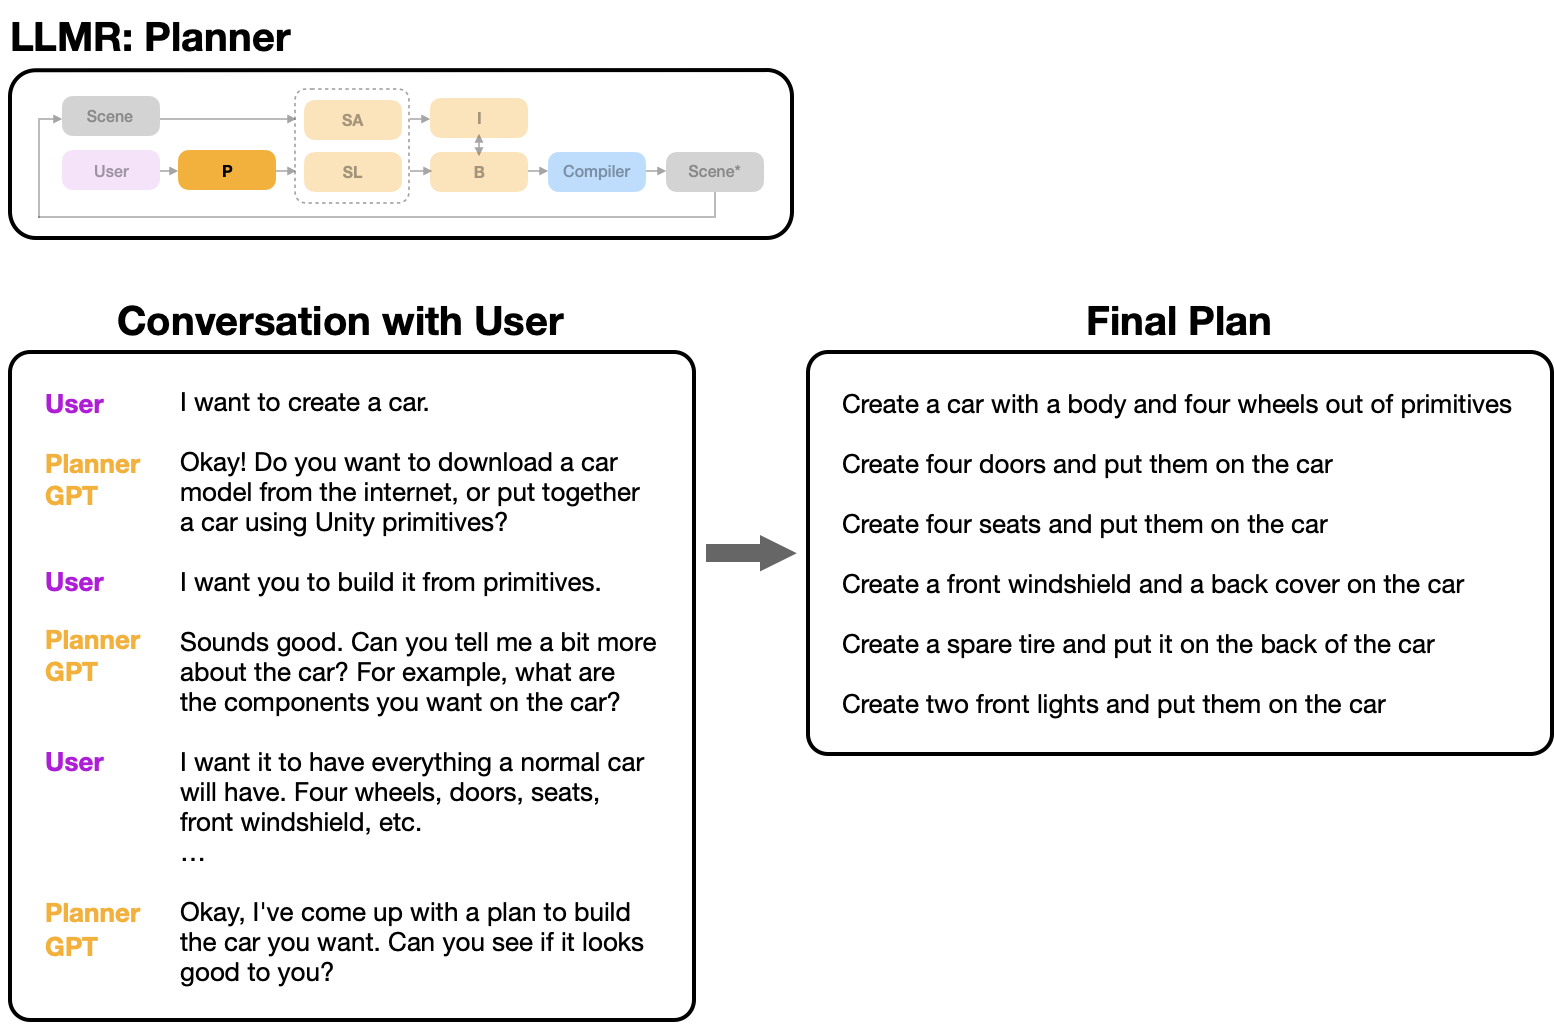 LLMR: Planner
Scene
SA
I
User
P
SL
B
Compiler
Scene*
Conversation with User
User
I want to create a car.
Planner
GPT
Okay! Do you want to download a car
model from the internet, or put together
a car using Unity primitives?
User
I want you to build it from primitives.
Planner
GPT
Sounds good. Can you tell me a bit more
about the car? For example, what are
the components you want on the car?
User
I want it to have everything a normal car
will have. Four wheels, doors, seats,
front windshield, etc.
...
Planner
GPT
Okay, I've come up with a plan to build
the car you want. Can you see if it looks
good to you?
Final Plan
Create a car with a body and four wheels out of primitives
Create four doors and put them on the car
Create four seats and put them on the car
Create a front windshield and a back cover on the car
Create a spare tire and put it on the back of the car
Create two front lights and put them on the car